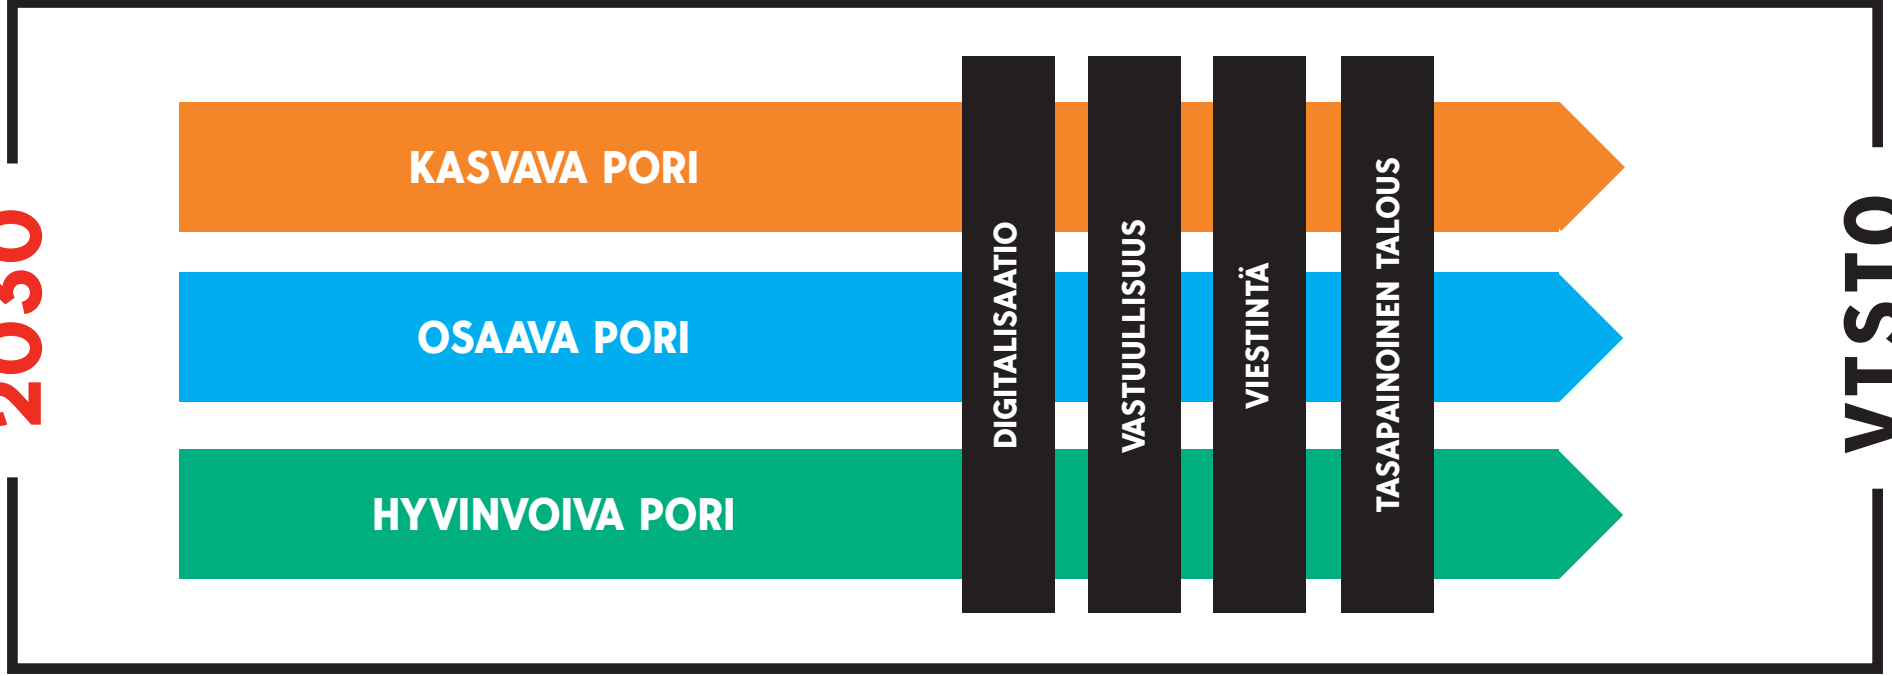 2030
KASVAVA PORI
OSAAVA PORI
HYVINVOIVA PORI
DIGITALISAATIO
VASTUULLISUUS
VIESTINTÄ
TASAPAINOINEN TALOUS
VISIO